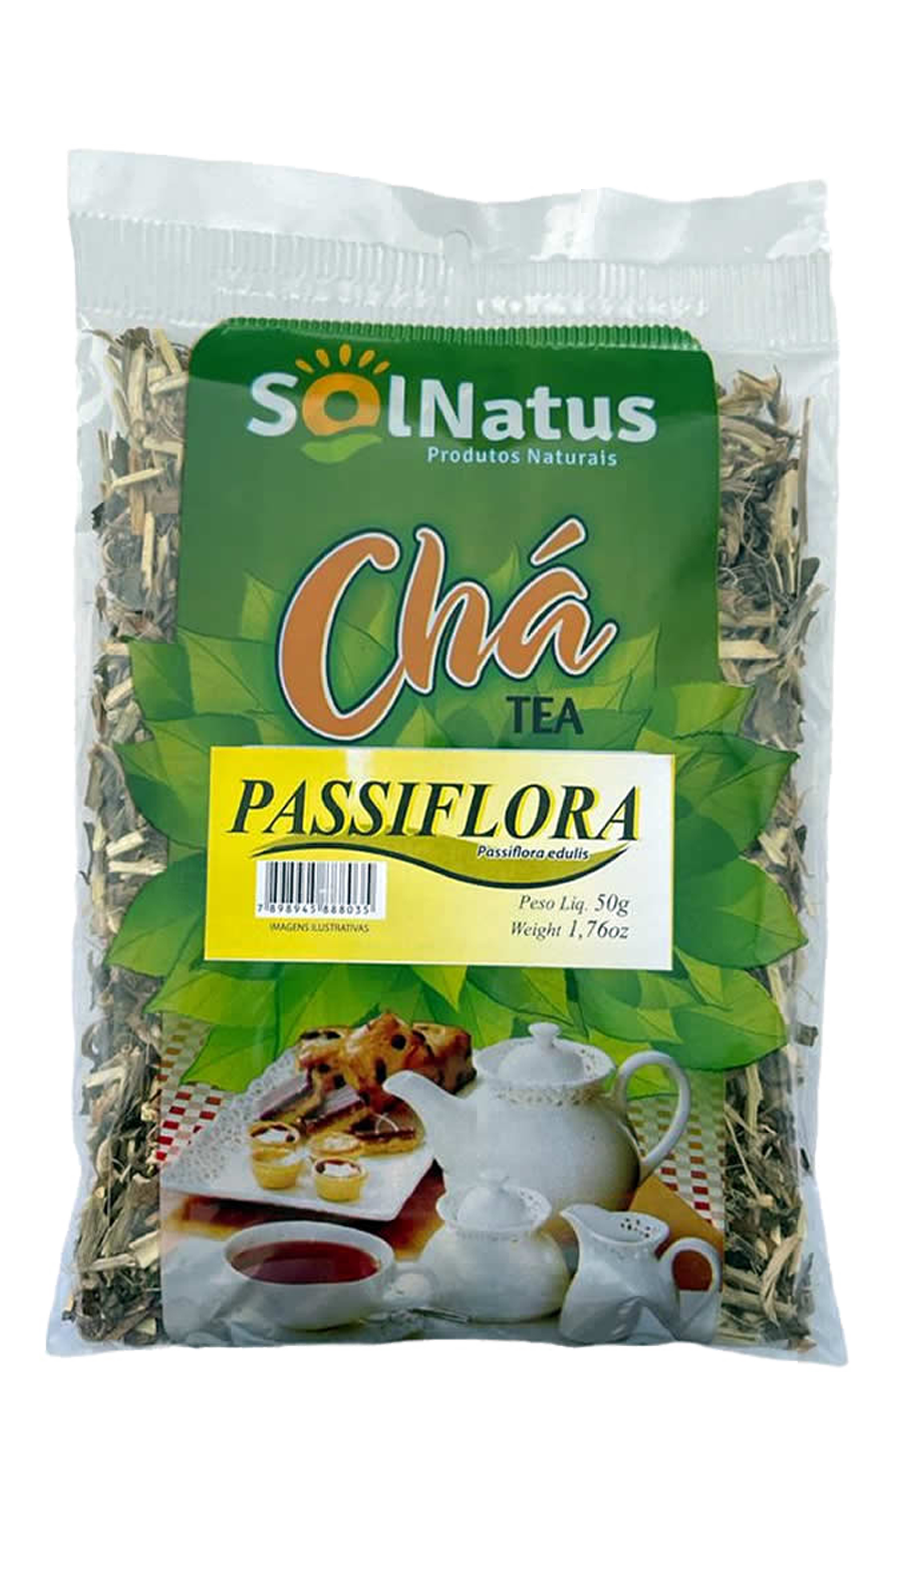 SolNatus
Produtos Naturais
Chá
TEA
PASSIFLORA
Passiflora edulis
7 898945 888035
IMAGENS ILUSTRATIVAS
Peso Liq. 50g
Weight 1,76oz